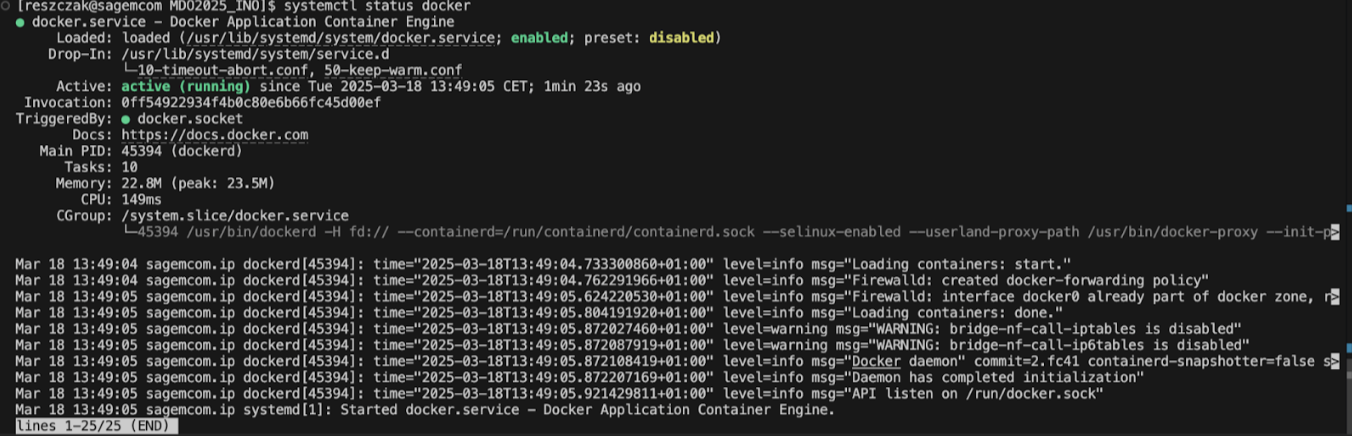 [reszczak@sagemcom MDO2025_INO]$ systemctl status docker
● docker.service – Docker Application Container Engine
Loaded: loaded (/usr/lib/systemd/system/docker.service; enabled; preset: disabled)
Drop-In: /usr/lib/systemd/system/service.d
└─10-timeout-abort.conf, 50-keep-warm.conf
Active: active (running) since Tue 2025-03-18 13:49:05 CET; 1min 23s ago
Invocation: 0ff54922934f4b0c80e6b66fc45d00ef
TriggeredBy: ● docker.socket
Docs: https://docs.docker.com
Main PID: 45394 (dockerd)
Tasks: 10
Memory: 22.8M (peak: 23.5M)
CPU: 149ms
CGroup: /system.slice/docker.service
└─45394 /usr/bin/dockerd -H fd:// --containerd=/run/containerd/containerd.sock --selinux-enabled --userland-proxy-path /usr/bin/docker-proxy --init-p>
Mar 18 13:49:04 sagemcom.ip dockerd[45394]: time="2025-03-18T13:49:04.733300860+01:00" level=info msg="Loading containers: start."
Mar 18 13:49:04 sagemcom.ip dockerd[45394]: time="2025-03-18T13:49:04.762291966+01:00" level=info msg="Firewalld: created docker-forwarding policy"
Mar 18 13:49:05 sagemcom.ip dockerd[45394]: time="2025-03-18T13:49:05.624220530+01:00" level=info msg="Firewalld: interface docker0 already part of docker zone, r>
Mar 18 13:49:05 sagemcom.ip dockerd[45394]: time="2025-03-18T13:49:05.804191920+01:00" level=info msg="Loading containers: done."
Mar 18 13:49:05 sagemcom.ip dockerd[45394]: time="2025-03-18T13:49:05.872027460+01:00" level=warning msg="WARNING: bridge-nf-call-iptables is disabled"
Mar 18 13:49:05 sagemcom.ip dockerd[45394]: time="2025-03-18T13:49:05.872087919+01:00" level=warning msg="WARNING: bridge-nf-call-ip6tables is disabled"
Mar 18 13:49:05 sagemcom.ip dockerd[45394]: time="2025-03-18T13:49:05.872108419+01:00" level=info msg="Docker daemon" commit=2.fc41 containerd-snapshotter=false s>
Mar 18 13:49:05 sagemcom.ip dockerd[45394]: time="2025-03-18T13:49:05.872207169+01:00" level=info msg="Daemon has completed initialization"
Mar 18 13:49:05 sagemcom.ip dockerd[45394]: time="2025-03-18T13:49:05.921429811+01:00" level=info msg="API listen on /run/docker.sock"
Mar 18 13:49:05 sagemcom.ip systemd[1]: Started docker.service – Docker Application Container Engine.
lines 1-25/25 (END)